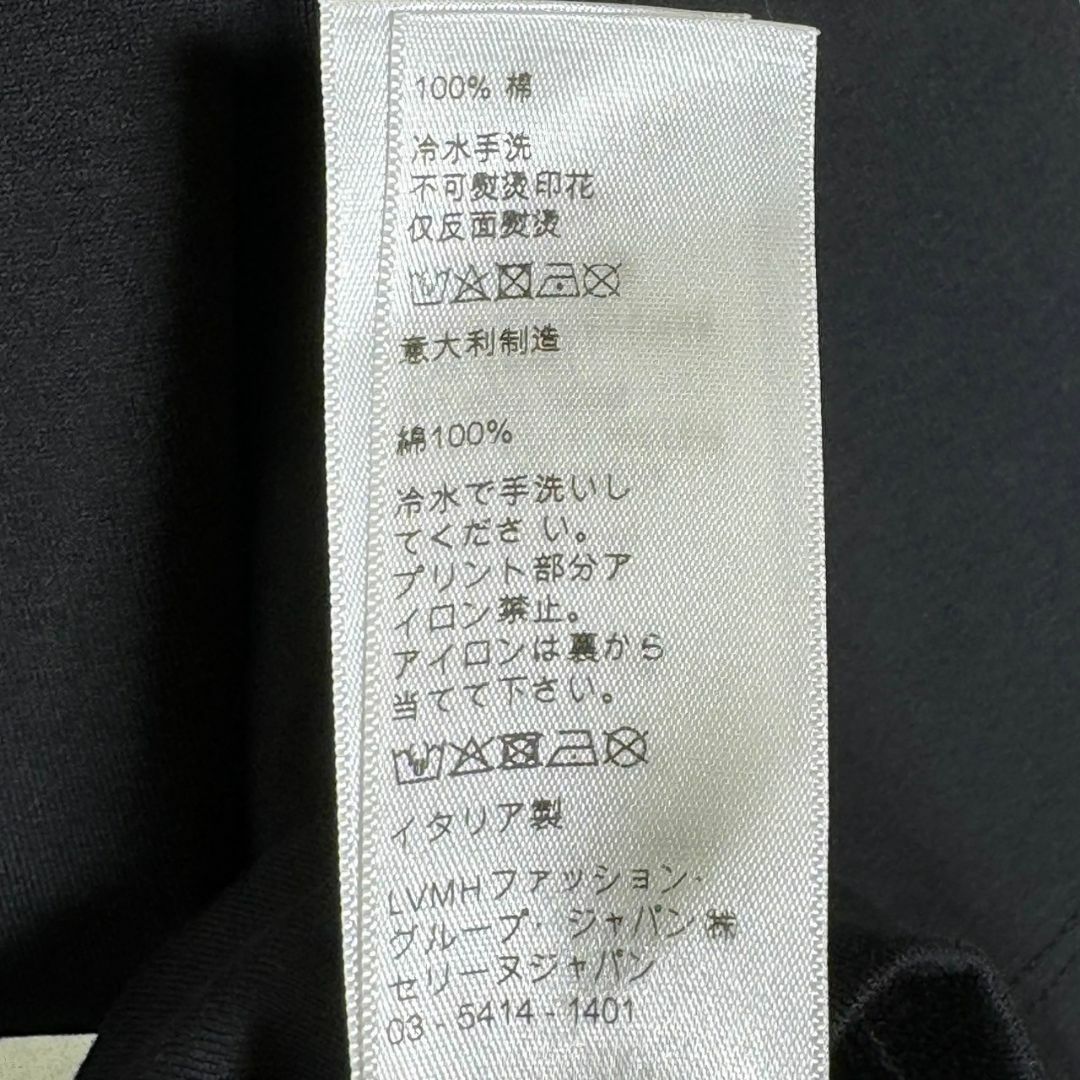 100% 棉
冷水手洗
不可熨烫印花
仅反面熨烫
意大利制造
綿100%
冷水で手洗いし
てください。
プリント部分ア
イロン禁止。
アイロンは裏から
当てて下さい。
イタリア製
LVMHファッション・
グループ・ジャパン 株
セリーヌジャパン
03 - 5414 - 1401